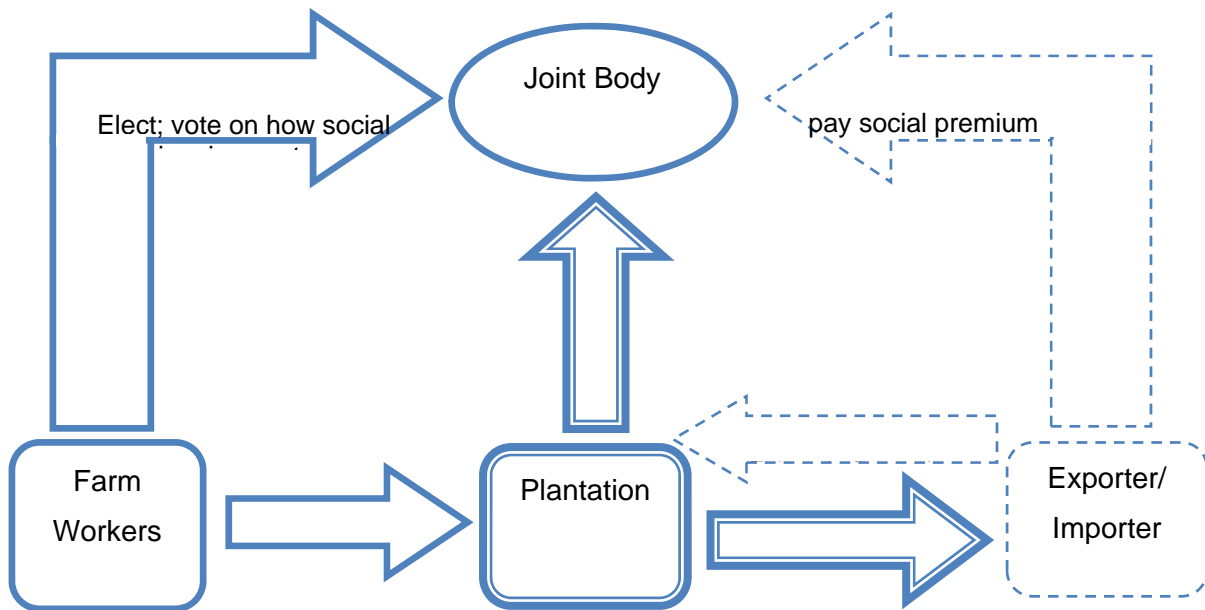 Joint Body
Elect; vote on how social
pay social premium
Farm
Workers
Plantation
Exporter/
Importer